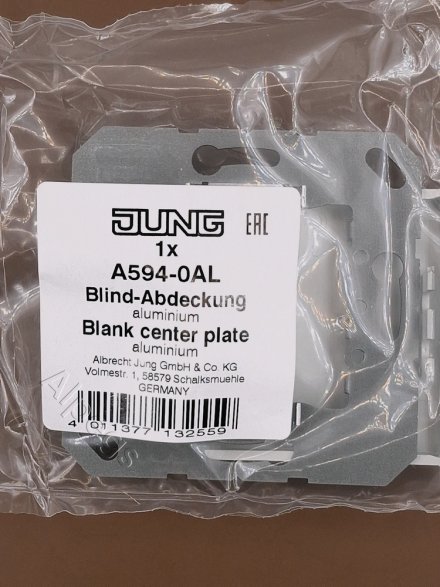 JUNG
EAC
1x
A594-0AL
Blind-Abdeckung
aluminium
Blank center plate
aluminium
Albrecht Jung GmbH & Co. KG
Volmestr. 1, 58579 Schalksmuehle
GERMANY
4 011377 132559